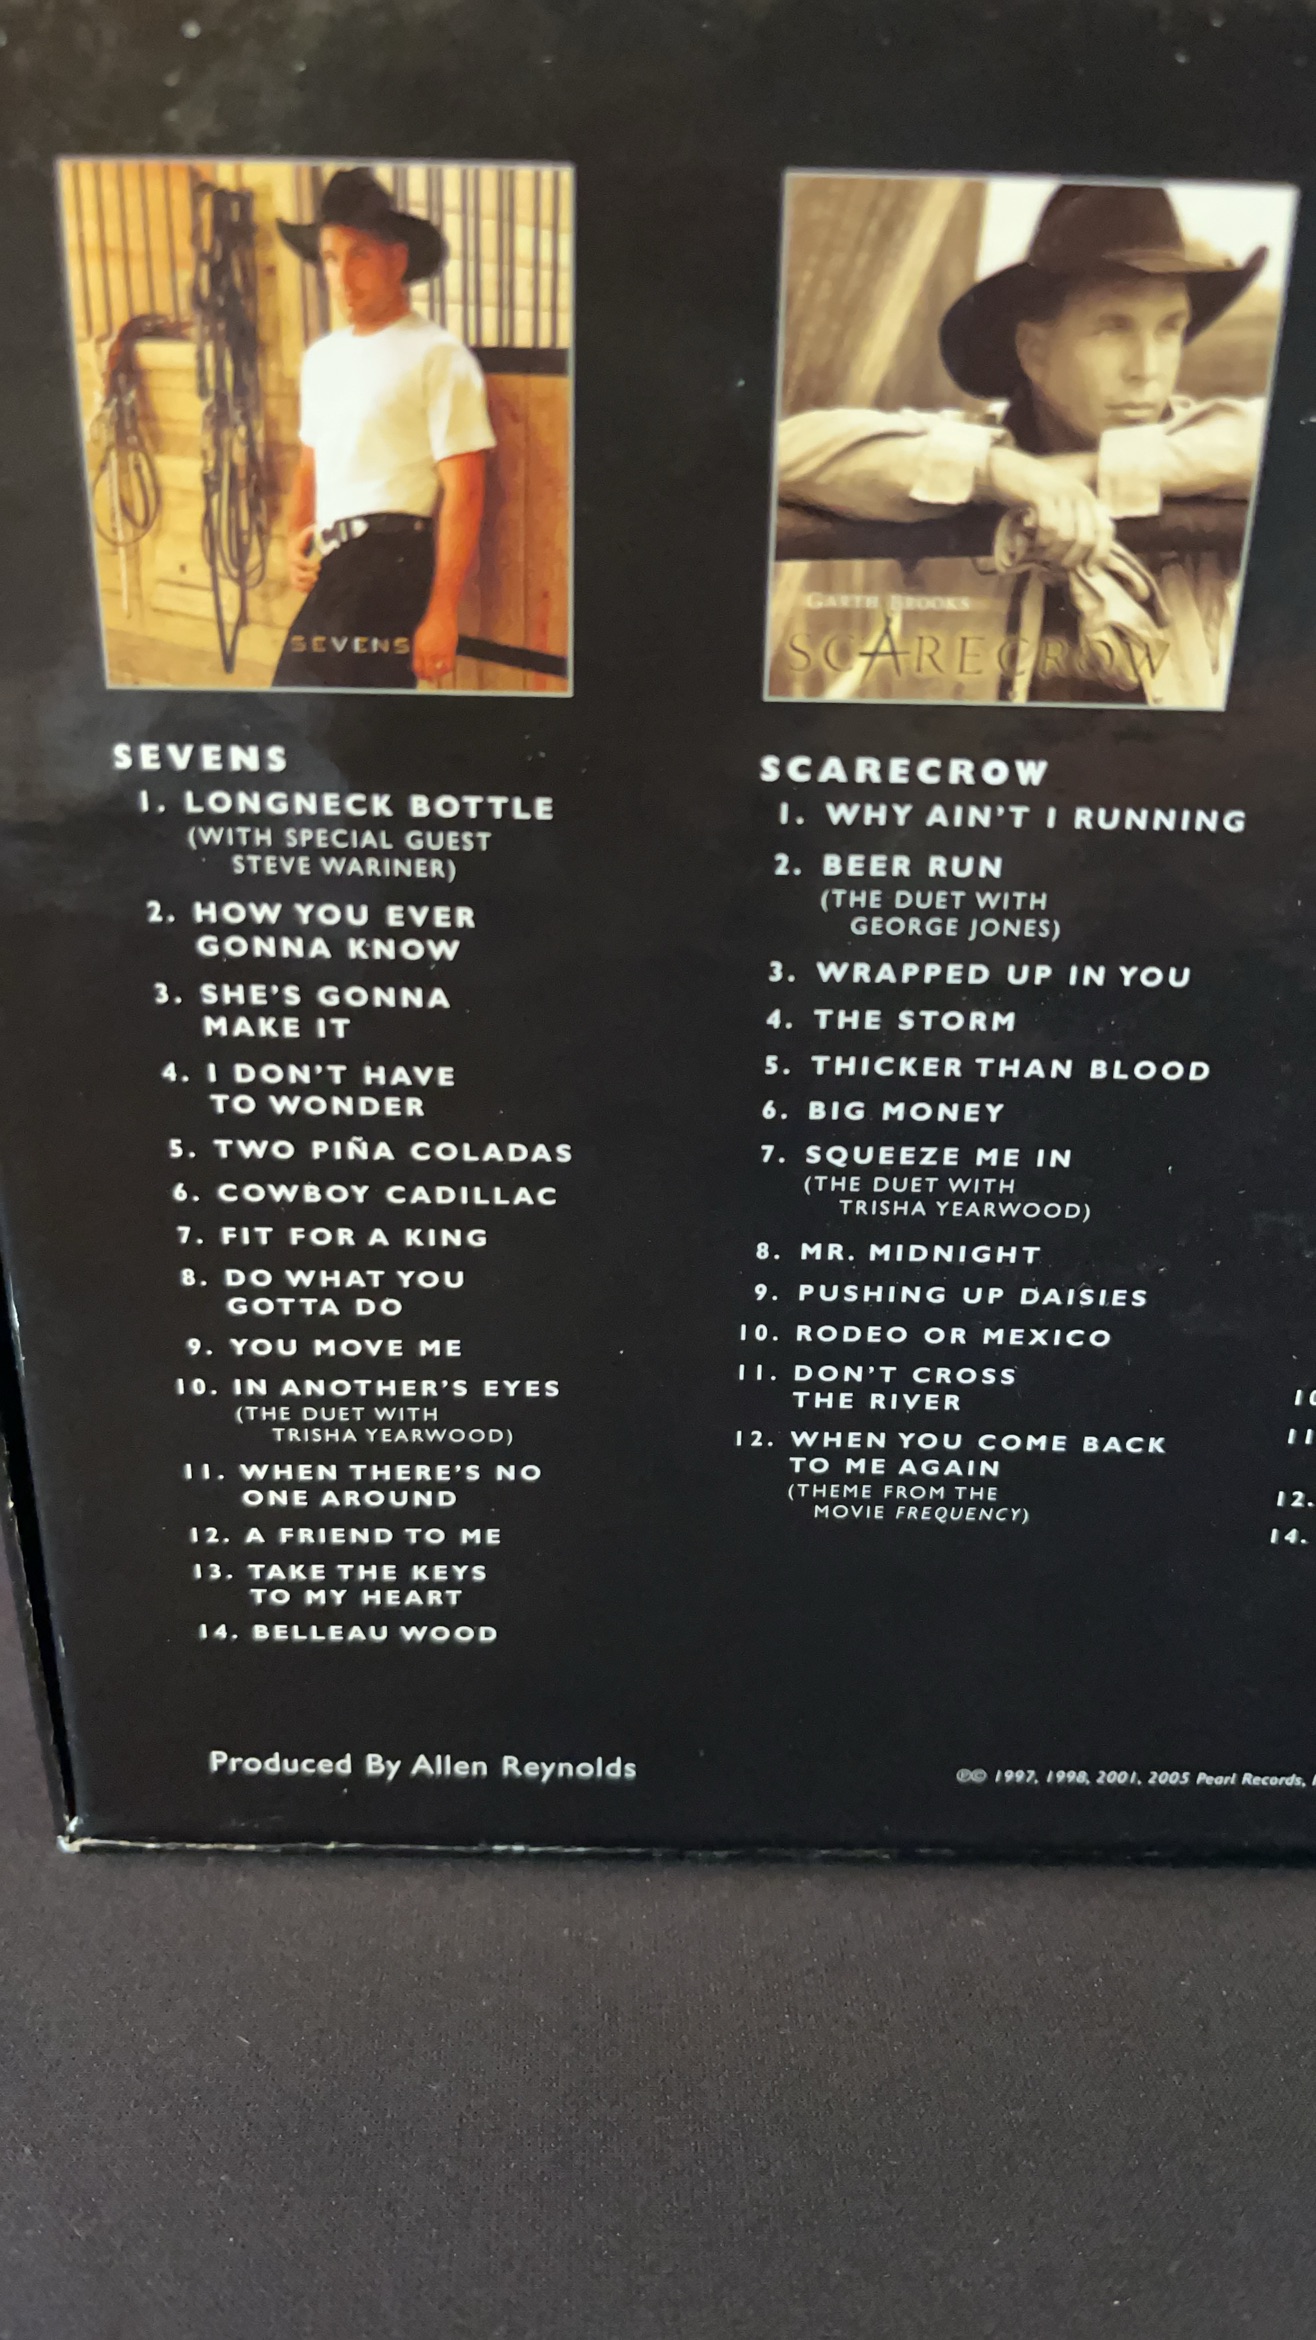 SEVENS
GARTH BROOKS
SCARECROW
SEVENS
1. LONGNECK BOTTLE
(WITH SPECIAL GUEST
STEVE WARINER)
2. HOW YOU EVER
GONNA KNOW
3. SHE'S GONNA
MAKE IT
4. I DON'T HAVE
TO WONDER
5. TWO PIÑA COLADAS
6. COWBOY CADILLAC
7. FIT FOR A KING
8. DO WHAT YOU
GOTTA DO
9. YOU MOVE ME
10. IN ANOTHER'S EYES
(THE DUET WITH
TRISHA YEARWOOD)
11. WHEN THERE'S NO
ONE AROUND
12. A FRIEND TO ME
13. TAKE THE KEYS
TO MY HEART
14. BELLEAU WOOD
SCARECROW
1. WHY AIN'T I RUNNING
2. BEER RUN
(THE DUET WITH
GEORGE JONES)
3. WRAPPED UP IN YOU
4. THE STORM
5. THICKER THAN BLOOD
6. BIG MONEY
7. SQUEEZE ME IN
(THE DUET WITH
TRISHA YEARWOOD)
8. MR. MIDNIGHT
9. PUSHING UP DAISIES
10. RODEO OR MEXICO
11. DON'T CROSS
THE RIVER
12. WHEN YOU COME BACK
TO ME AGAIN
(THEME FROM THE
MOVIE FREQUENCY)
10
11
12.
14.
Produced By Allen Reynolds
℗© 1997, 1998, 2001, 2005 Pearl Records,